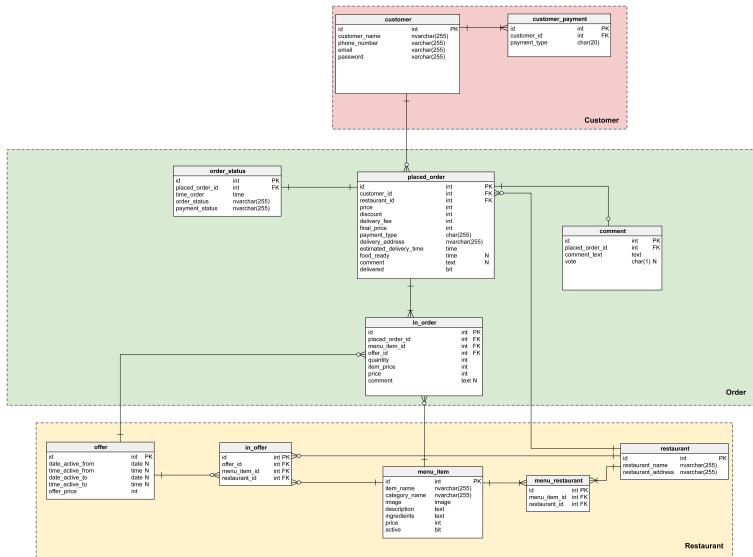 customer
id int PK
customer_name nvarchar(255)
phone_number varchar(255)
email varchar(255)
password varchar(255)
customer_payment
id int PK
customer_id int FK
payment_type char(20)
Customer
order_status
id int PK
placed_order_id int FK
time_order time
order_status nvarchar(255)
payment_status nvarchar(255)
placed_order
id int PK
customer_id int FK
restaurant_id int FK
price int
discount int
delivery_fee int
final_price int
payment_type char(255)
delivery_address nvarchar(255)
estimated_delivery_time time
food_ready time N
comment text N
delivered bit
comment
id int PK
placed_order_id int FK
comment_text text
vote char(1) N
in_order
id int PK
placed_order_id int FK
menu_item_id int FK
offer_id int FK
quantity int
item_price int
price int
comment text N
Order
offer
id int PK
date_active_from date N
time_active_from time N
date_active_to date N
time_active_to time N
offer_price int
in_offer
id int PK
offer_id int FK
menu_item_id int FK
restaurant_id int FK
menu_item
id int PK
item_name nvarchar(255)
category_name nvarchar(255)
image image
description text
ingredients text
price int
active bit
menu_restaurant
id int PK
menu_item_id int FK
restaurant_id int FK
restaurant
id int PK
restaurant_name nvarchar(255)
restaurant_address nvarchar(255)
Restaurant